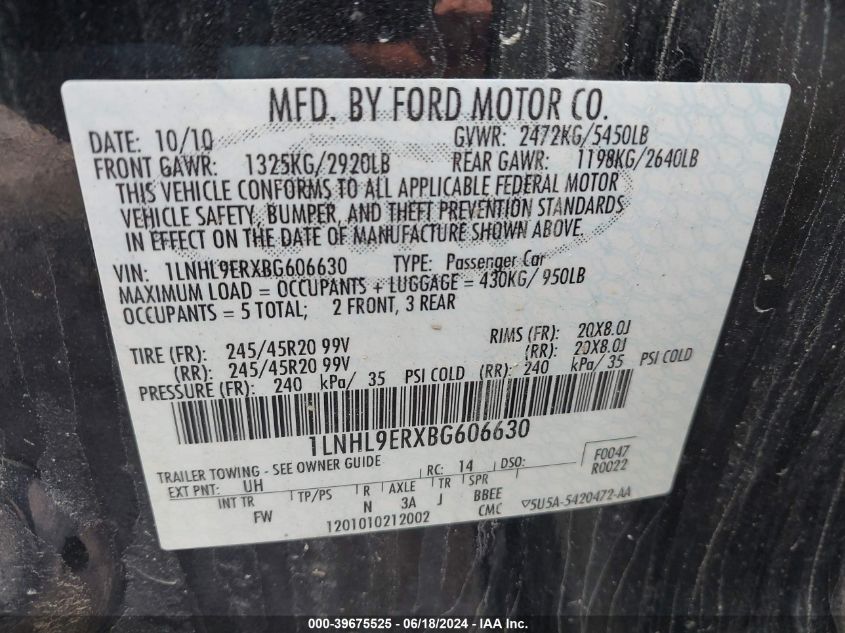 MFD. BY FORD MOTOR CO.
DATE: 10/10 GVWR: 2472KG/5450LB
FRONT GAWR: 1325KG/2920LB REAR GAWR: 1198KG/2640LB
THIS VEHICLE CONFORMS TO ALL APPLICABLE FEDERAL MOTOR
VEHICLE SAFETY, BUMPER, AND THEFT PREVENTION STANDARDS
IN EFFECT ON THE DATE OF MANUFACTURE SHOWN ABOVE.
VIN: 1LNHL9ERXBG606630 TYPE: Passenger Car
MAXIMUM LOAD = OCCUPANTS + LUGGAGE = 430KG/ 950LB
OCCUPANTS = 5 TOTAL; 2 FRONT, 3 REAR
TIRE (FR): 245/45R20 99V RIMS (FR): 20X8.0J
(RR): 245/45R20 99V (RR): 20X8.0J
PRESSURE (FR): 240 kPa/ 35 PSI COLD (RR): 240 kPa/ 35 PSI COLD
1LNHL9ERXBG606630
TRAILER TOWING - SEE OWNER GUIDE RC: 14 DSO: F0047
R0022
EXT PNT: UH
INT TR TP/PS R AXLE TR SPR
FW N 3A J BBEE
1201010212002 CMC ▽5U5A-5420472-AA
000-39675525 - 06/18/2024 - IAA Inc.